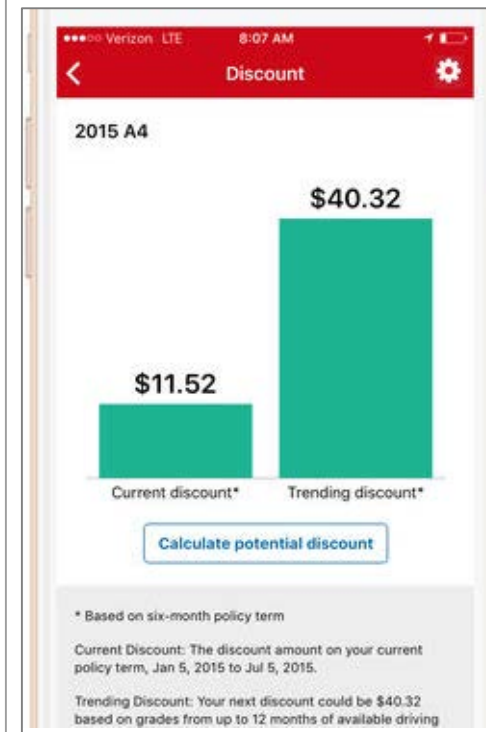 Verizon LTE 8:07 AM
Discount
2015 A4
$40.32
$11.52
Current discount* Trending discount*
Calculate potential discount
* Based on six-month policy term
Current Discount: The discount amount on your current
policy term, Jan 5, 2015 to Jul 5, 2015.
Trending Discount: Your next discount could be $40.32
based on grades from up to 12 months of available driving